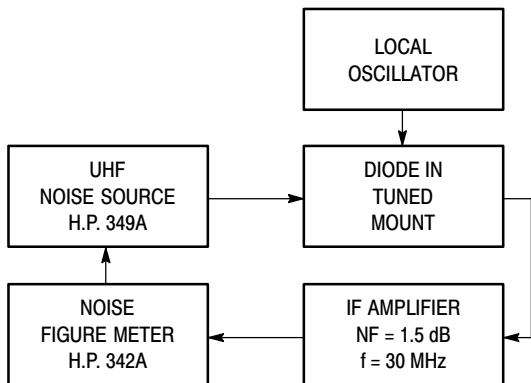 LOCAL
OSCILLATOR
UHF
NOISE SOURCE
H.P. 349A
DIODE IN
TUNED
MOUNT
NOISE
FIGURE METER
H.P. 342A
IF AMPLIFIER
NF = 1.5 dB
f = 30 MHz